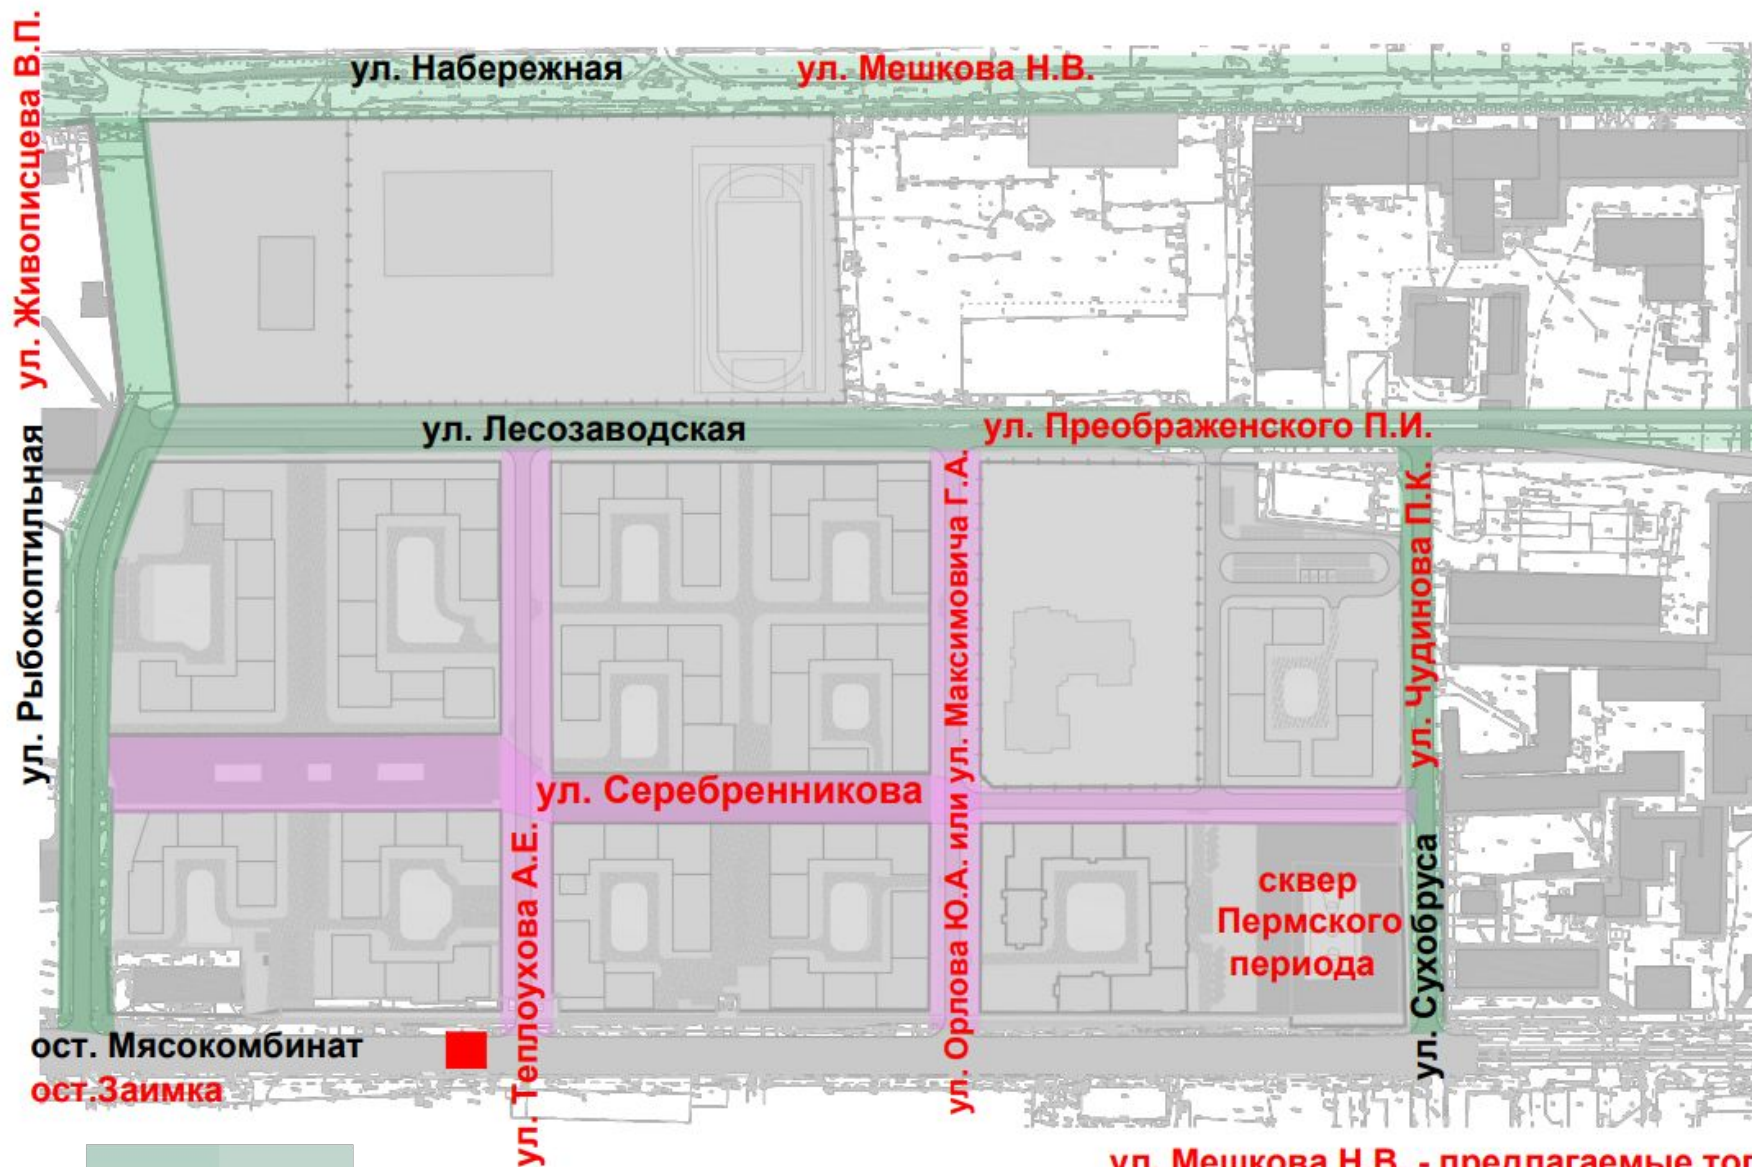 ул. Живописцева В.П.
ул. Набережная
ул. Мешкова Н.В.
ул. Рыбокоптильная
ул. Лесозаводская
ул. Преображенского П.И.
ул. Теплоухова А.Е.
ул. Серебренникова
ул. Орлова Ю.А. или ул. Максимовича Г.А.
ул. Чудинова П.К.
сквер
Пермского
периода
ул. Сухобруса
ост. Мясокомбинат
ост.Заимка
ул. Мешкова Н.В. - предлагаемые